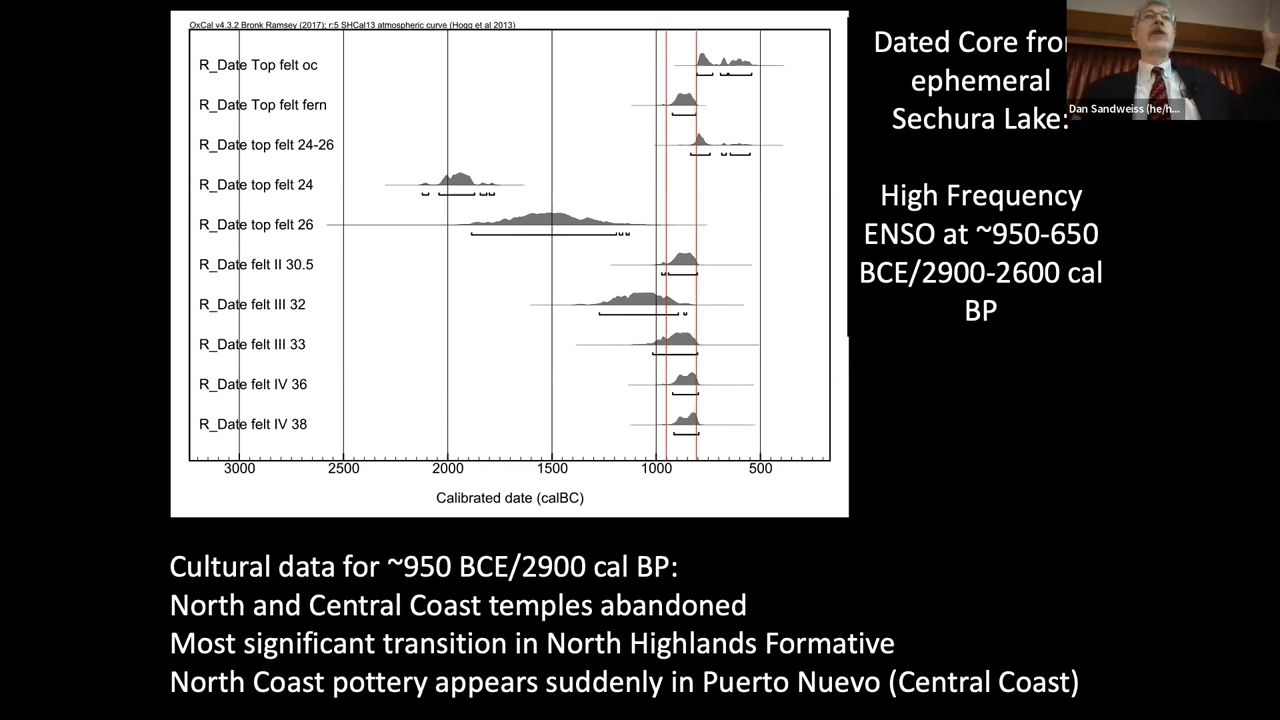 OxCal v4.3.2 Bronk Ramsey (2017); r:5 SHCal13 atmospheric curve (Hogg et al 2013)
R_Date Top felt oc
R_Date Top felt fern
R_Date top felt 24-26
R_Date top felt 24
R_Date top felt 26
R_Date felt II 30.5
R_Date felt III 32
R_Date felt III 33
R_Date felt IV 36
R_Date felt IV 38
3000 2500 2000 1500 1000 500
Calibrated date (calBC)
Dated Core fro
ephemeral
Sechura Lake:
High Frequency
ENSO at ~950-650
BCE/2900-2600 cal
BP
Dan Sandweiss (he/h...
Cultural data for ~950 BCE/2900 cal BP:
North and Central Coast temples abandoned
Most significant transition in North Highlands Formative
North Coast pottery appears suddenly in Puerto Nuevo (Central Coast)